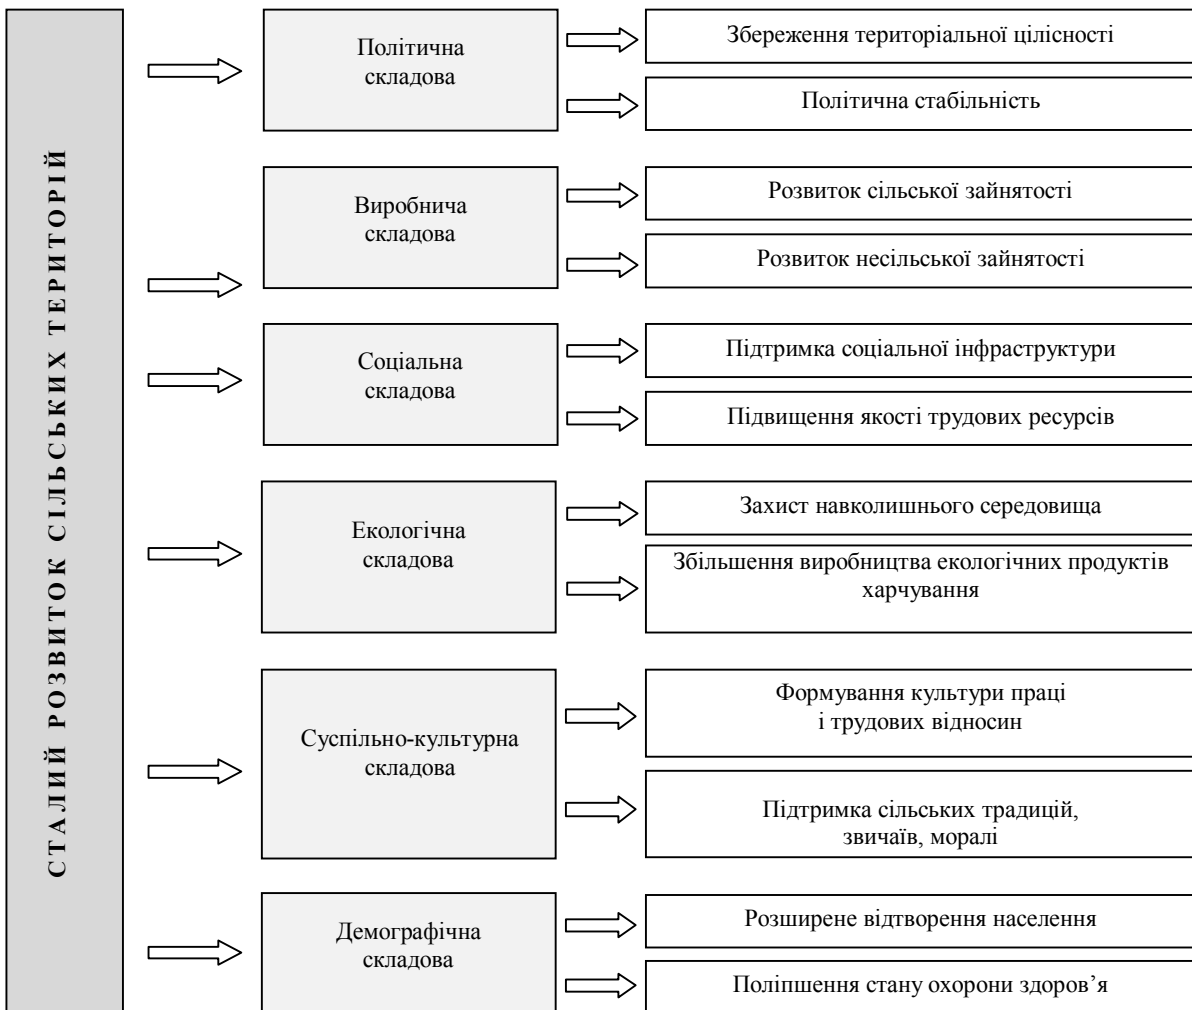 СТАЛИЙ РОЗВИТОК СІЛЬСЬКИХ ТЕРИТОРІЙ
Політична
складова
Збереження територіальної цілісності
Політична стабільність
Виробнича
складова
Розвиток сільської зайнятості
Розвиток несільської зайнятості
Соціальна
складова
Підтримка соціальної інфраструктури
Підвищення якості трудових ресурсів
Екологічна
складова
Захист навколишнього середовища
Збільшення виробництва екологічних продуктів
харчування
Суспільно-культурна
складова
Формування культури праці
і трудових відносин
Підтримка сільських традицій,
звичаїв, моралі
Демографічна
складова
Розширене відтворення населення
Поліпшення стану охорони здоров’я